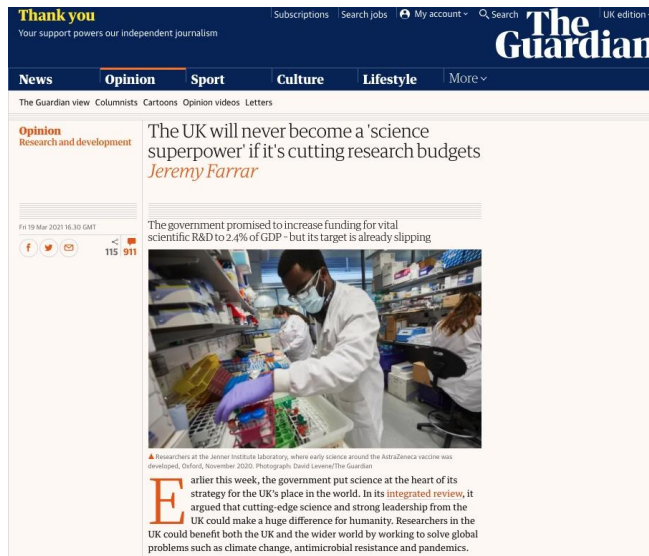 Thank you
Your support powers our independent journalism
Subscriptions
Search jobs
My account
Search
The Guardian
UK edition
News
Opinion
Sport
Culture
Lifestyle
More
The Guardian view Columnists Cartoons Opinion videos Letters
Opinion
Research and development
The UK will never become a 'science
superpower' if it's cutting research budgets
Jeremy Farrar
Fri 19 Mar 2021 16.30 GMT
115 911
The government promised to increase funding for vital
scientific R&D to 2.4% of GDP – but its target is already slipping
Researchers at the Jenner Institute laboratory, where early science around the AstraZeneca vaccine was
developed, Oxford, November 2020. Photograph: David Levene/The Guardian
Earlier this week, the government put science at the heart of its
strategy for the UK's place in the world. In its integrated review, it
argued that cutting-edge science and strong leadership from the
UK could make a huge difference for humanity. Researchers in the
UK could benefit both the UK and the wider world by working to solve global
problems such as climate change, antimicrobial resistance and pandemics.